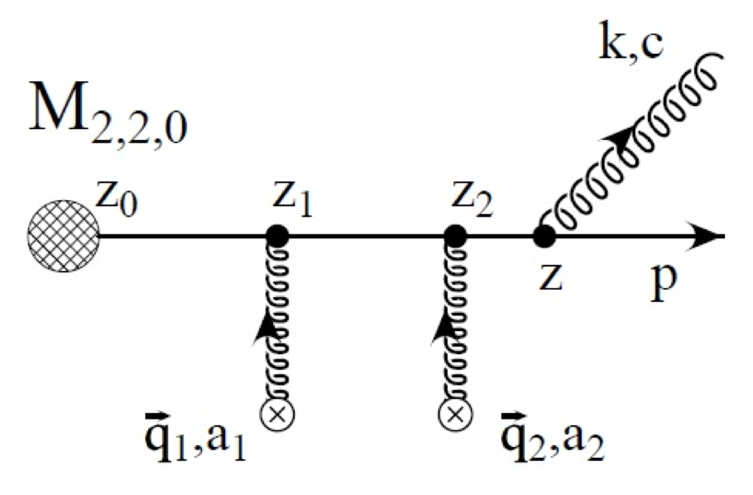 k,c
M₂,₂,₀
z₀ z₁ z₂
z p
q⃗₁,a₁ q⃗₂,a₂